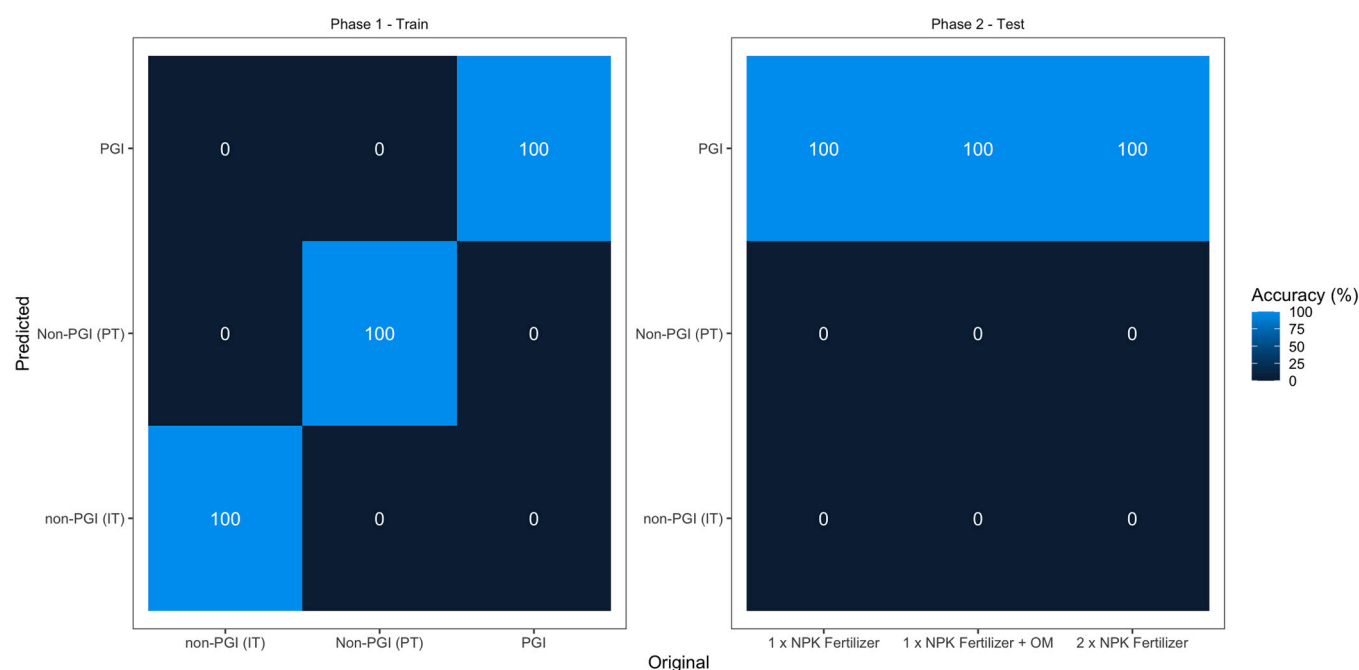 Phase 1 - Train
Phase 2 - Test
Predicted
PGI
0 0 100
Non-PGI (PT)
0 100 0
non-PGI (IT)
100 0 0
non-PGI (IT) Non-PGI (PT) PGI
PGI
100 100 100
Non-PGI (PT)
0 0 0
non-PGI (IT)
0 0 0
1 x NPK Fertilizer 1 x NPK Fertilizer + OM 2 x NPK Fertilizer
Original
Accuracy (%)
100
75
50
25
0